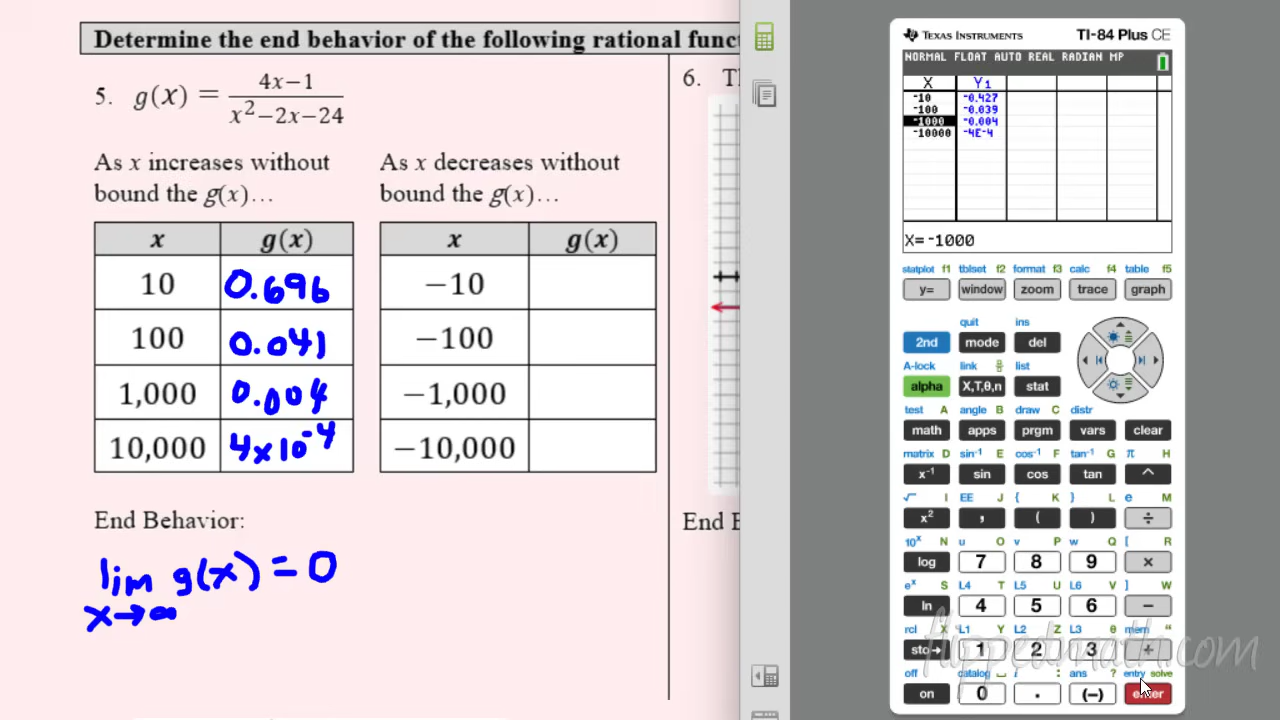 Determine the end behavior of the following rational func
5. g(x) = 4x−1
x²−2x−24
As x increases without
bound the g(x)…
x g(x)
10 0.696
100 0.041
1,000 0.004
10,000 4x10⁻⁴
As x decreases without
bound the g(x)…
x g(x)
−10
−100
−1,000
−10,000
End Behavior:
lim g(x) = 0
x→∞
6.
TEXAS INSTRUMENTS TI-84 Plus CE
NORMAL FLOAT AUTO REAL RADIAN MP
X Y1
-10 -0.427
-100 -0.039
-1000 -0.004
-10000 -4E-4
X=-1000
statplot f1 tblset f2 format f3 calc f4 table f5
y= window zoom trace graph
quit ins
2nd mode del
A-lock link list
alpha X,T,θ,n stat
test A angle B draw C distr
math apps prgm vars clear
matrix D sin⁻¹ E cos⁻¹ F tan⁻¹ G π H
x⁻¹ sin cos tan ^
√ I EE J { K } L e M
x² , ( ) ÷
10ˣ N u O v P w Q [ R
log 7 8 9 ×
eˣ S L4 T L5 U L6 V ] W
ln 4 5 6 −
rcl X L1 Y L2 Z L3 θ mem "
sto→ 1 2 3 +
off catalog i : ans ? entry solve
on 0 . (−) enter
flippedmath.com